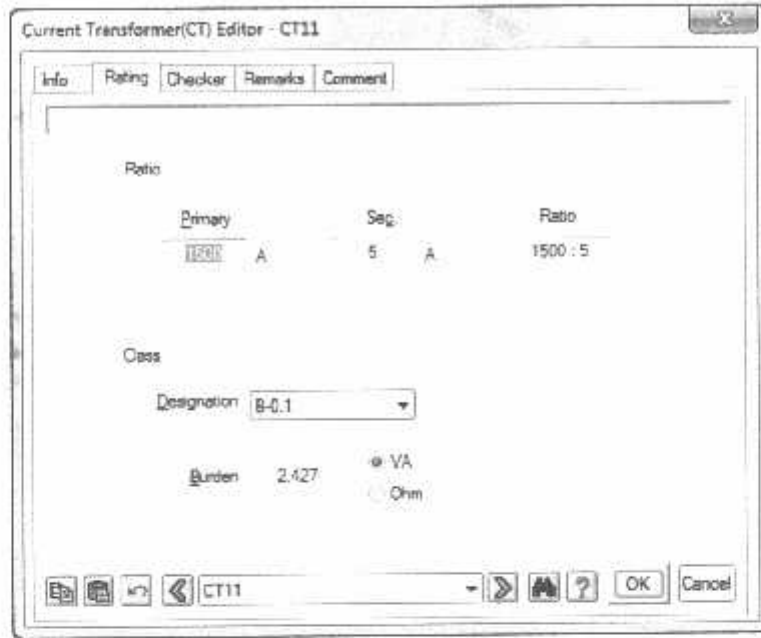 Current Transformer(CT) Editor - CT11
Info Rating Checker Remarks Comment
Ratio
Primary Sec. Ratio
1500 A 5 A 1500 : 5
Class
Designation B-0.1
Burden 2.427 VA
Ohm
CT11 ? OK Cancel